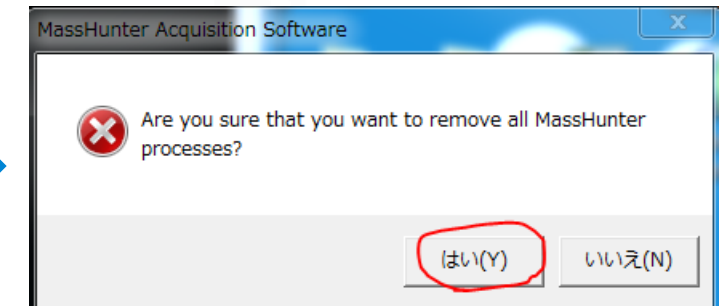 MassHunter Acquisition Software
x
Are you sure that you want to remove all MassHunter
processes?
はい(Y)
いいえ(N)